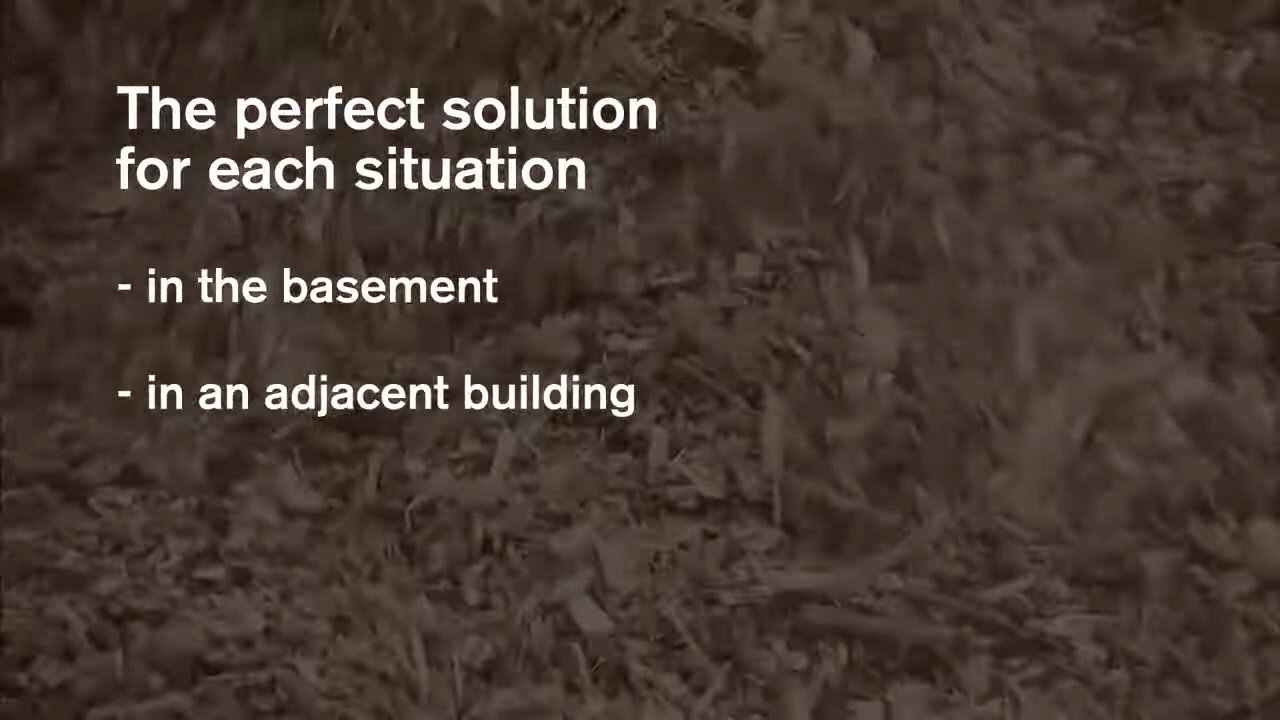 The perfect solution
for each situation
- in the basement
- in an adjacent building